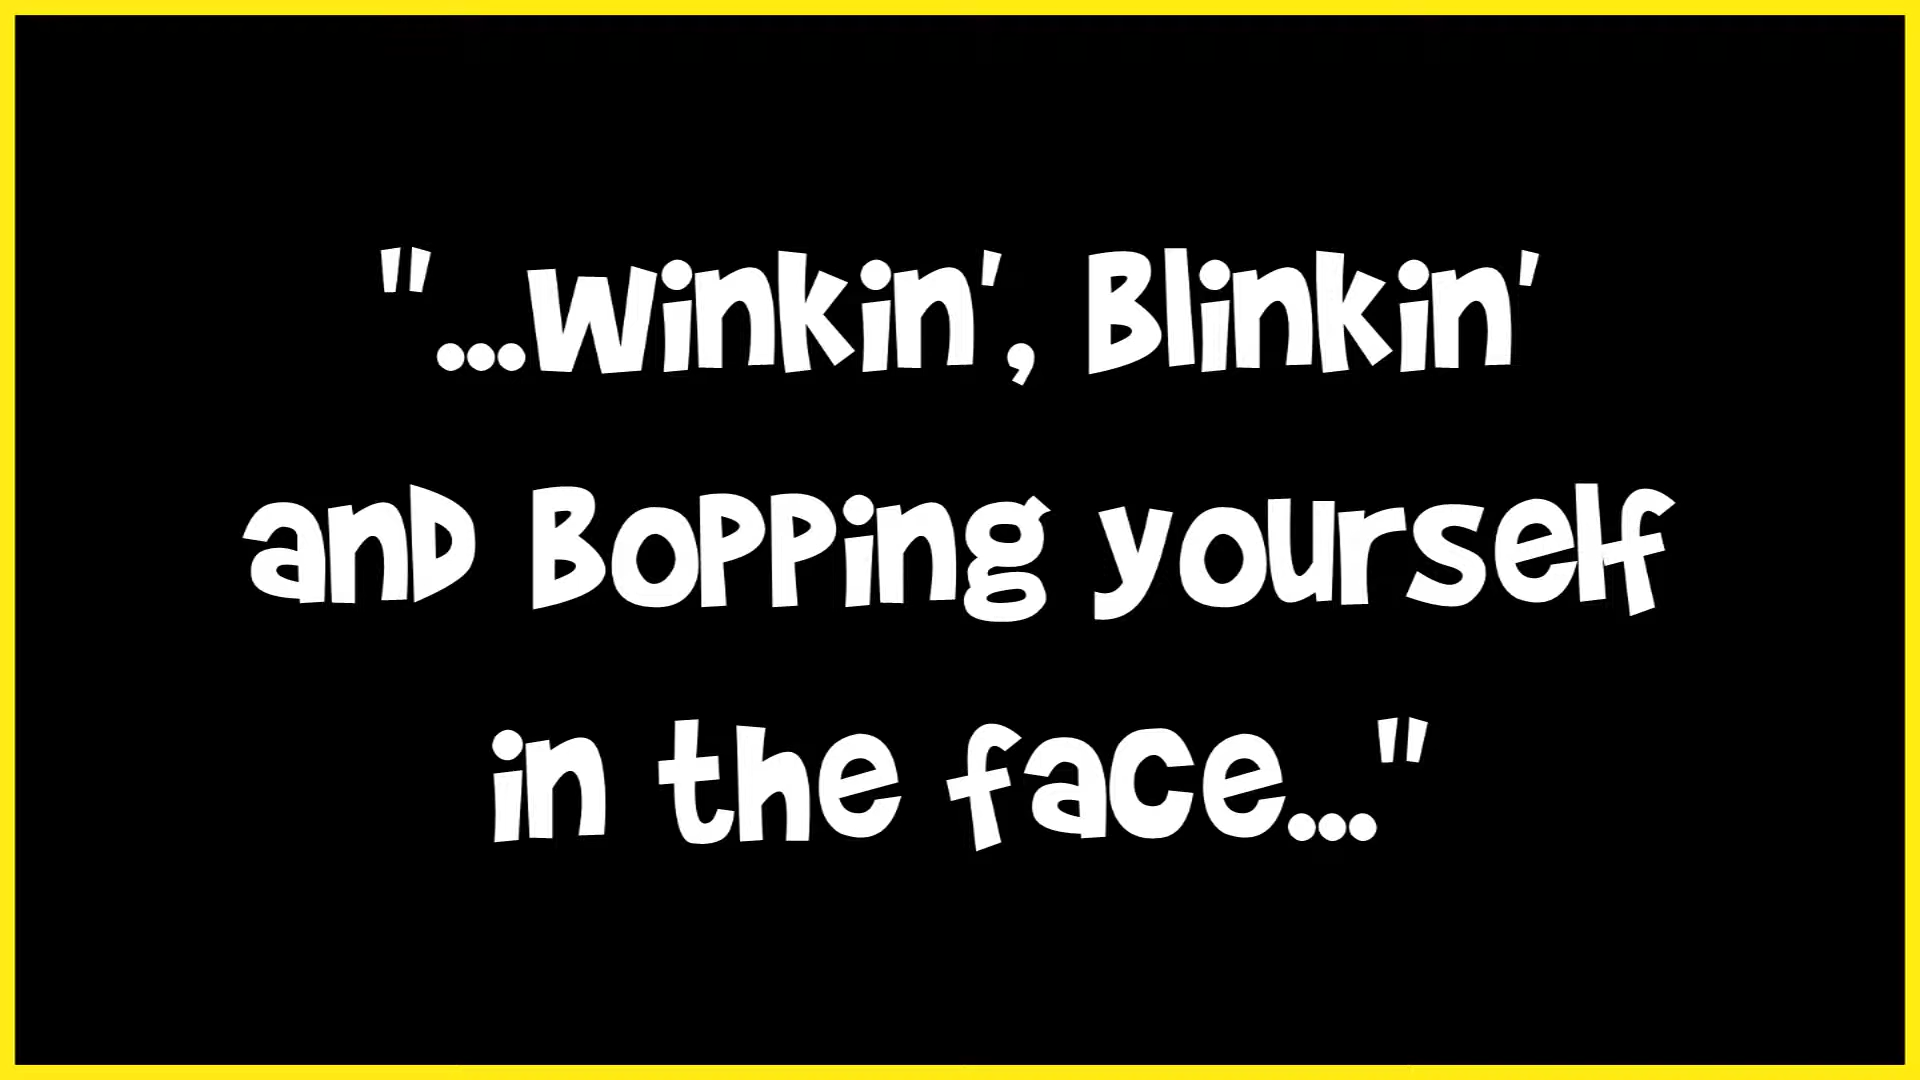 "...Winkin', Blinkin'
and Bopping yourself
in the face..."